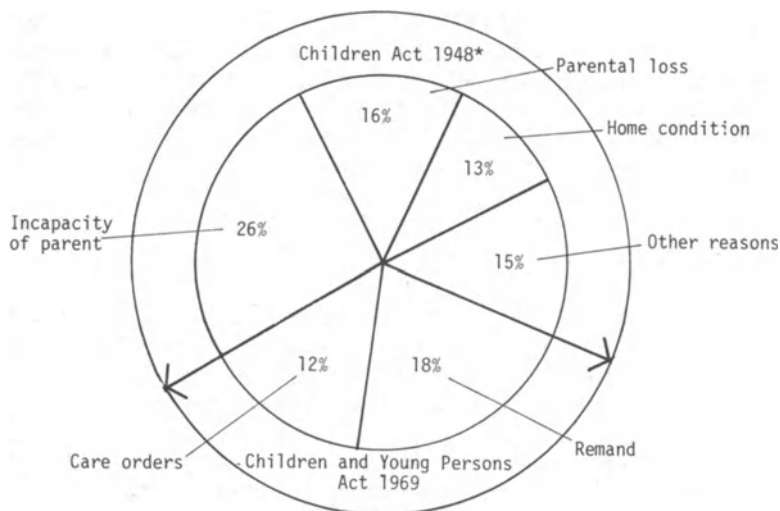 Children Act 1948*
Parental loss
16%
Home condition
13%
Incapacity
of parent
26%
Other reasons
15%
12%
18%
Care orders
Children and Young Persons
Act 1969
Remand